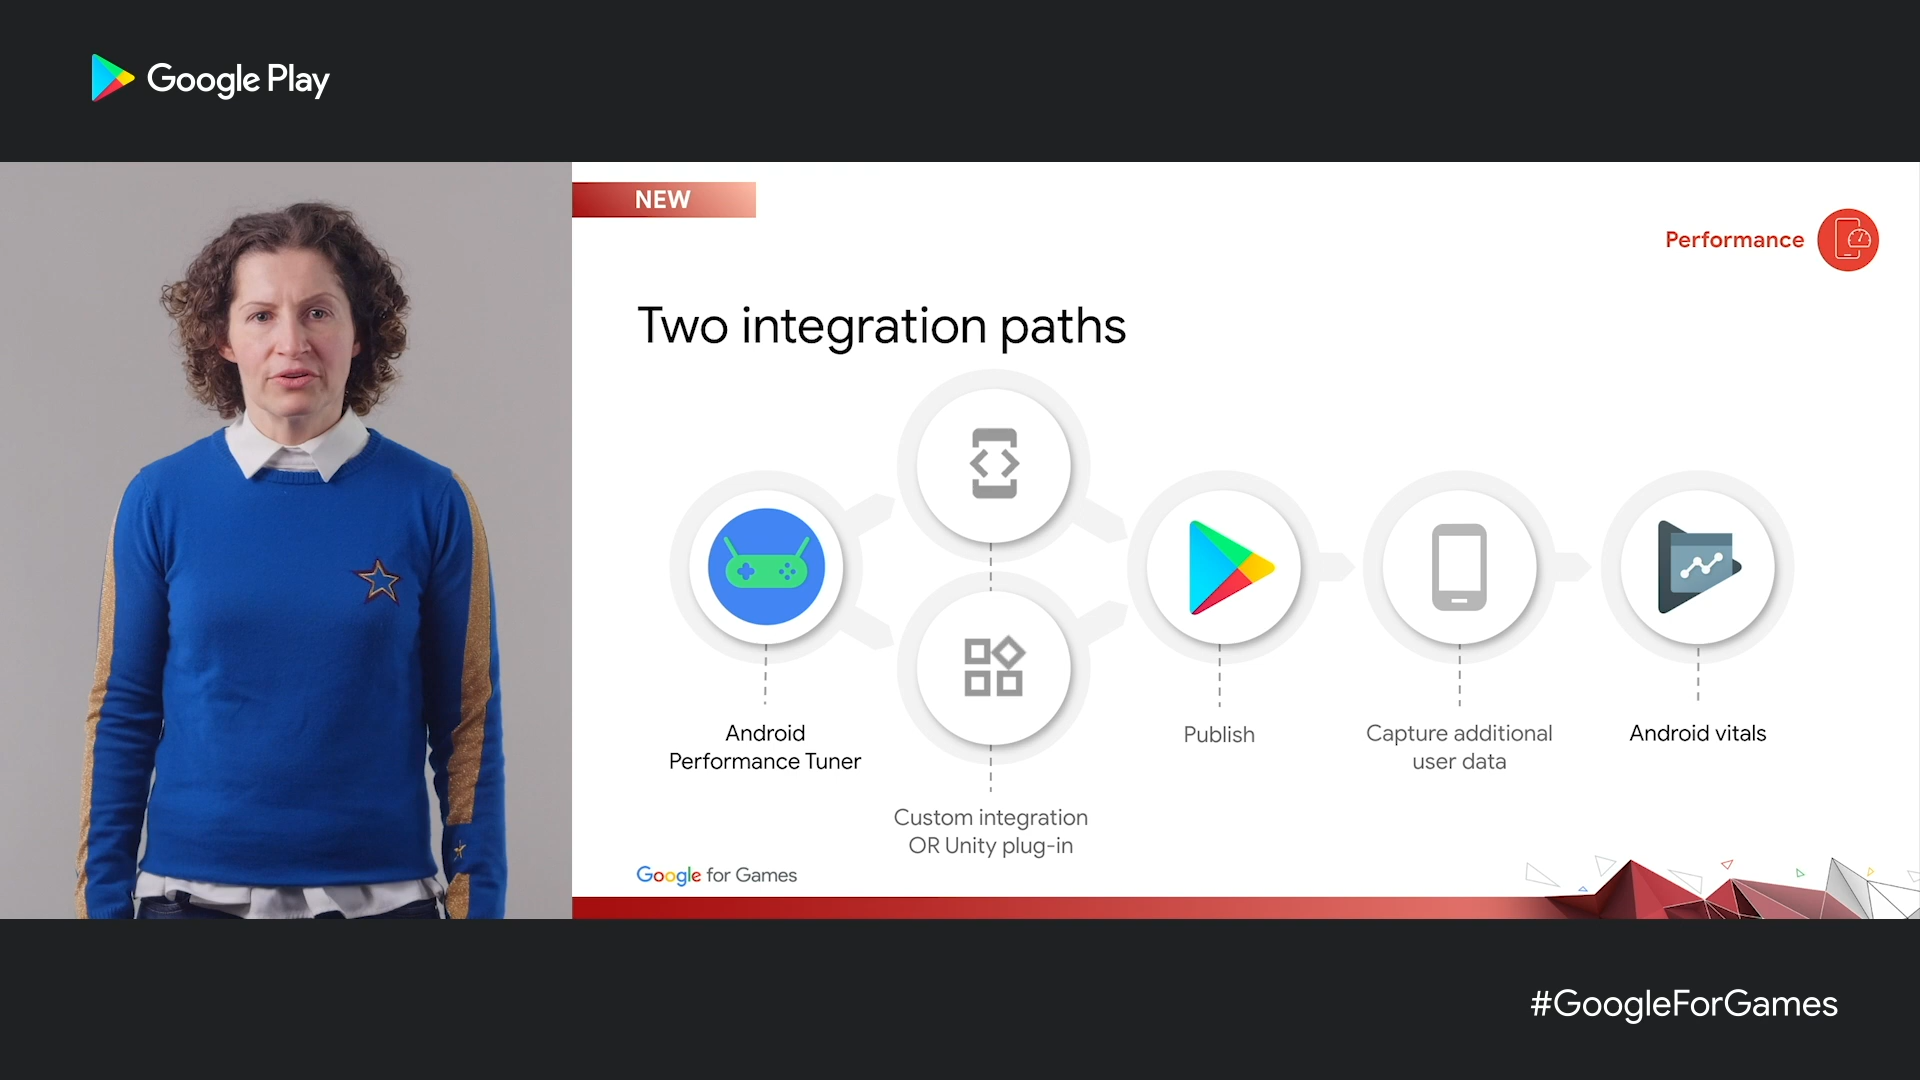 Google Play
NEW
Performance
Two integration paths
Android
Performance Tuner
Custom integration
OR Unity plug-in
Publish
Capture additional
user data
Android vitals
Google for Games
#GoogleForGames